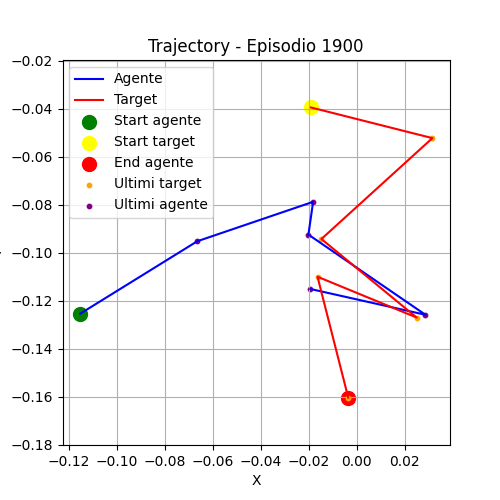 Trajectory - Episodio 1900
Agente
Target
Start agente
Start target
End agente
Ultimi target
Ultimi agente
−0.02
−0.04
−0.06
−0.08
−0.10
−0.12
−0.14
−0.16
−0.18
−0.12 −0.10 −0.08 −0.06 −0.04 −0.02 0.00 0.02
X